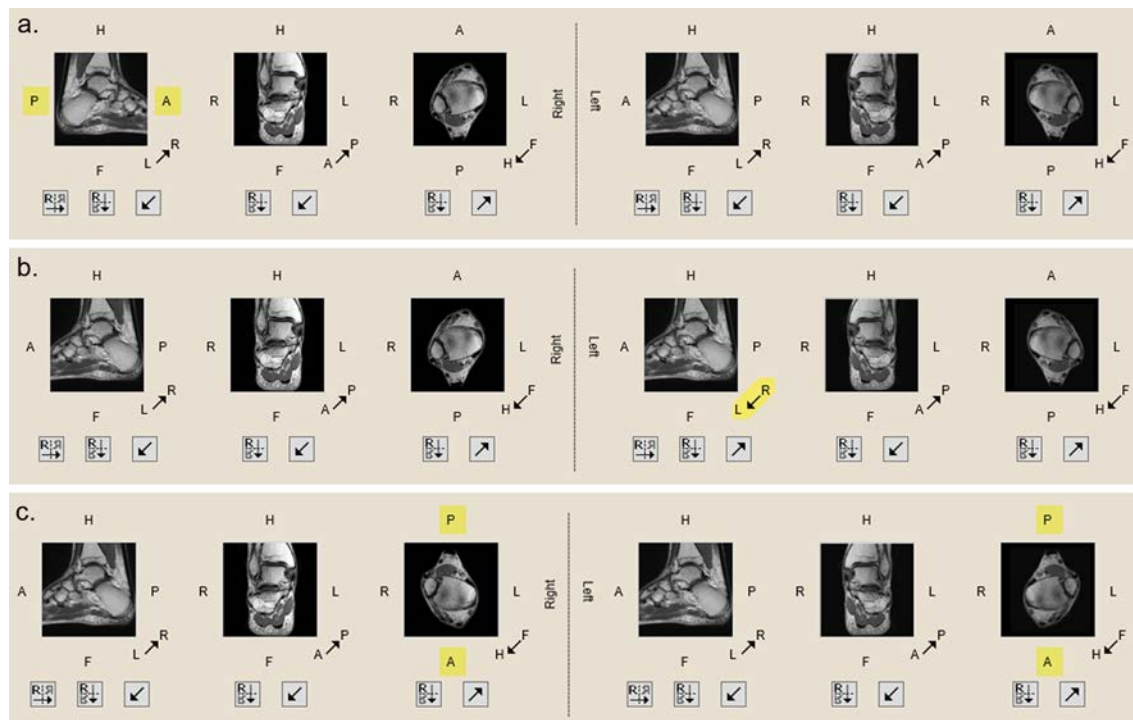 a.
H H A H H A
P A R L R L Right Left A P R L R L
R P F R P F
L A H L A H
F F P F F P
R R R R R R R R
b.
H H A H H A
A P R L R L Right Left A P R L R L
R P F R P F
L A H L A H
F F P F F P
R R R R R R R R
c.
H H P H H P
A P R L R L Right Left A P R L R L
R P F R P F
L A H L A H
F F A F F A
R R R R R R R R